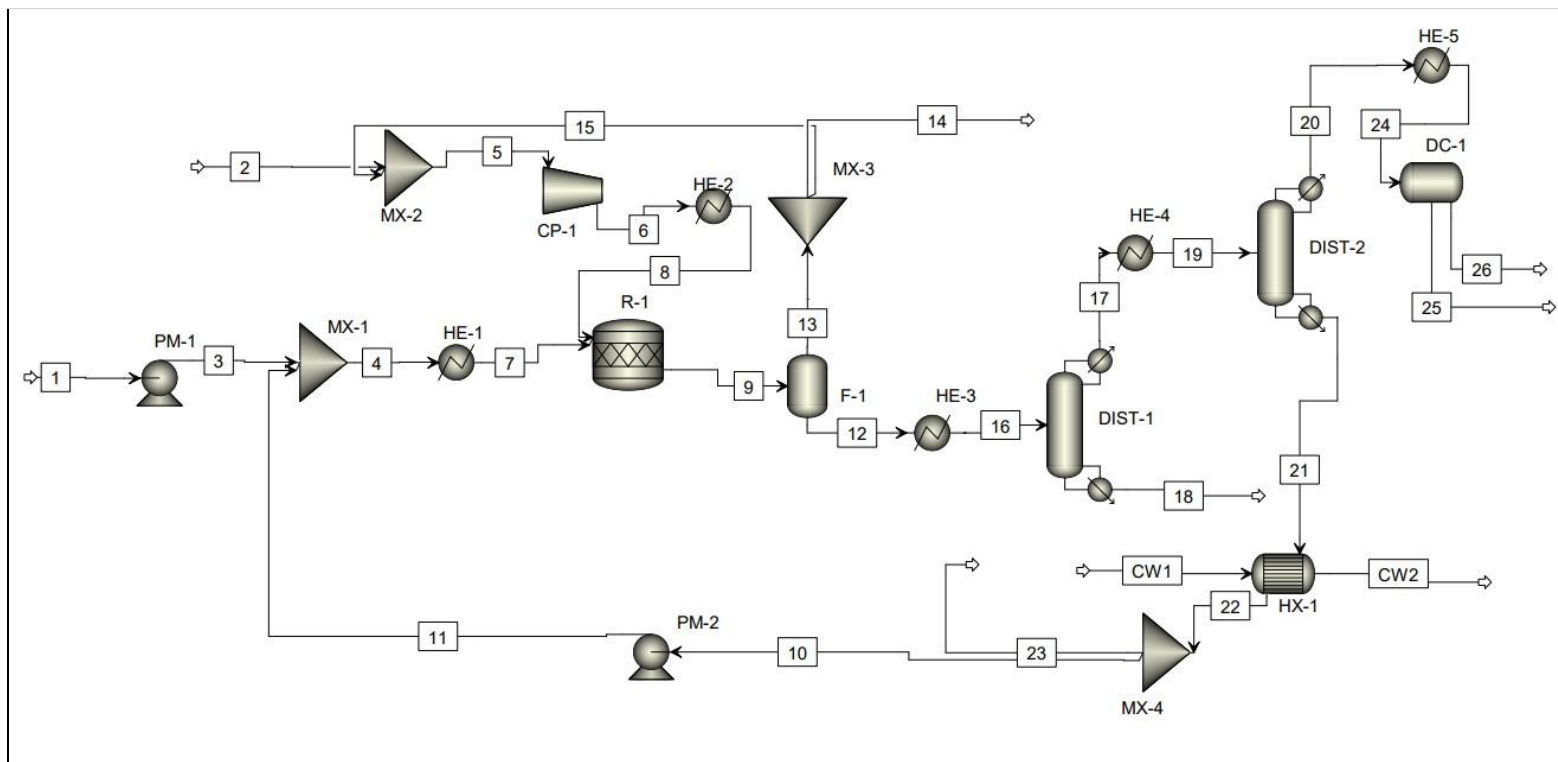 HE-5
20
24
DC-1
15
14
2
5
MX-2
MX-3
HE-2
CP-1
6
HE-4
17
19
DIST-2
26
25
8
R-1
13
PM-1
1
3
MX-1
4
HE-1
7
9
F-1
12
HE-3
16
DIST-1
18
21
CW1
CW2
HX-1
22
11
PM-2
10
23
MX-4